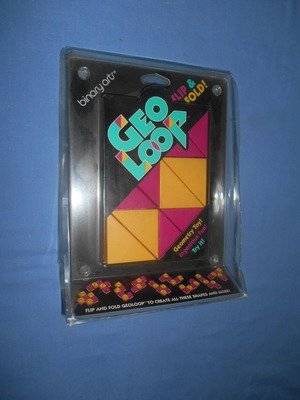 binary arts™
FLIP &
FOLD!
GEO
LOOP
Geometry Toy!
Try It!
FLIP AND FOLD GEOLOOP™ TO CREATE ALL THESE SHAPES AND MORE!